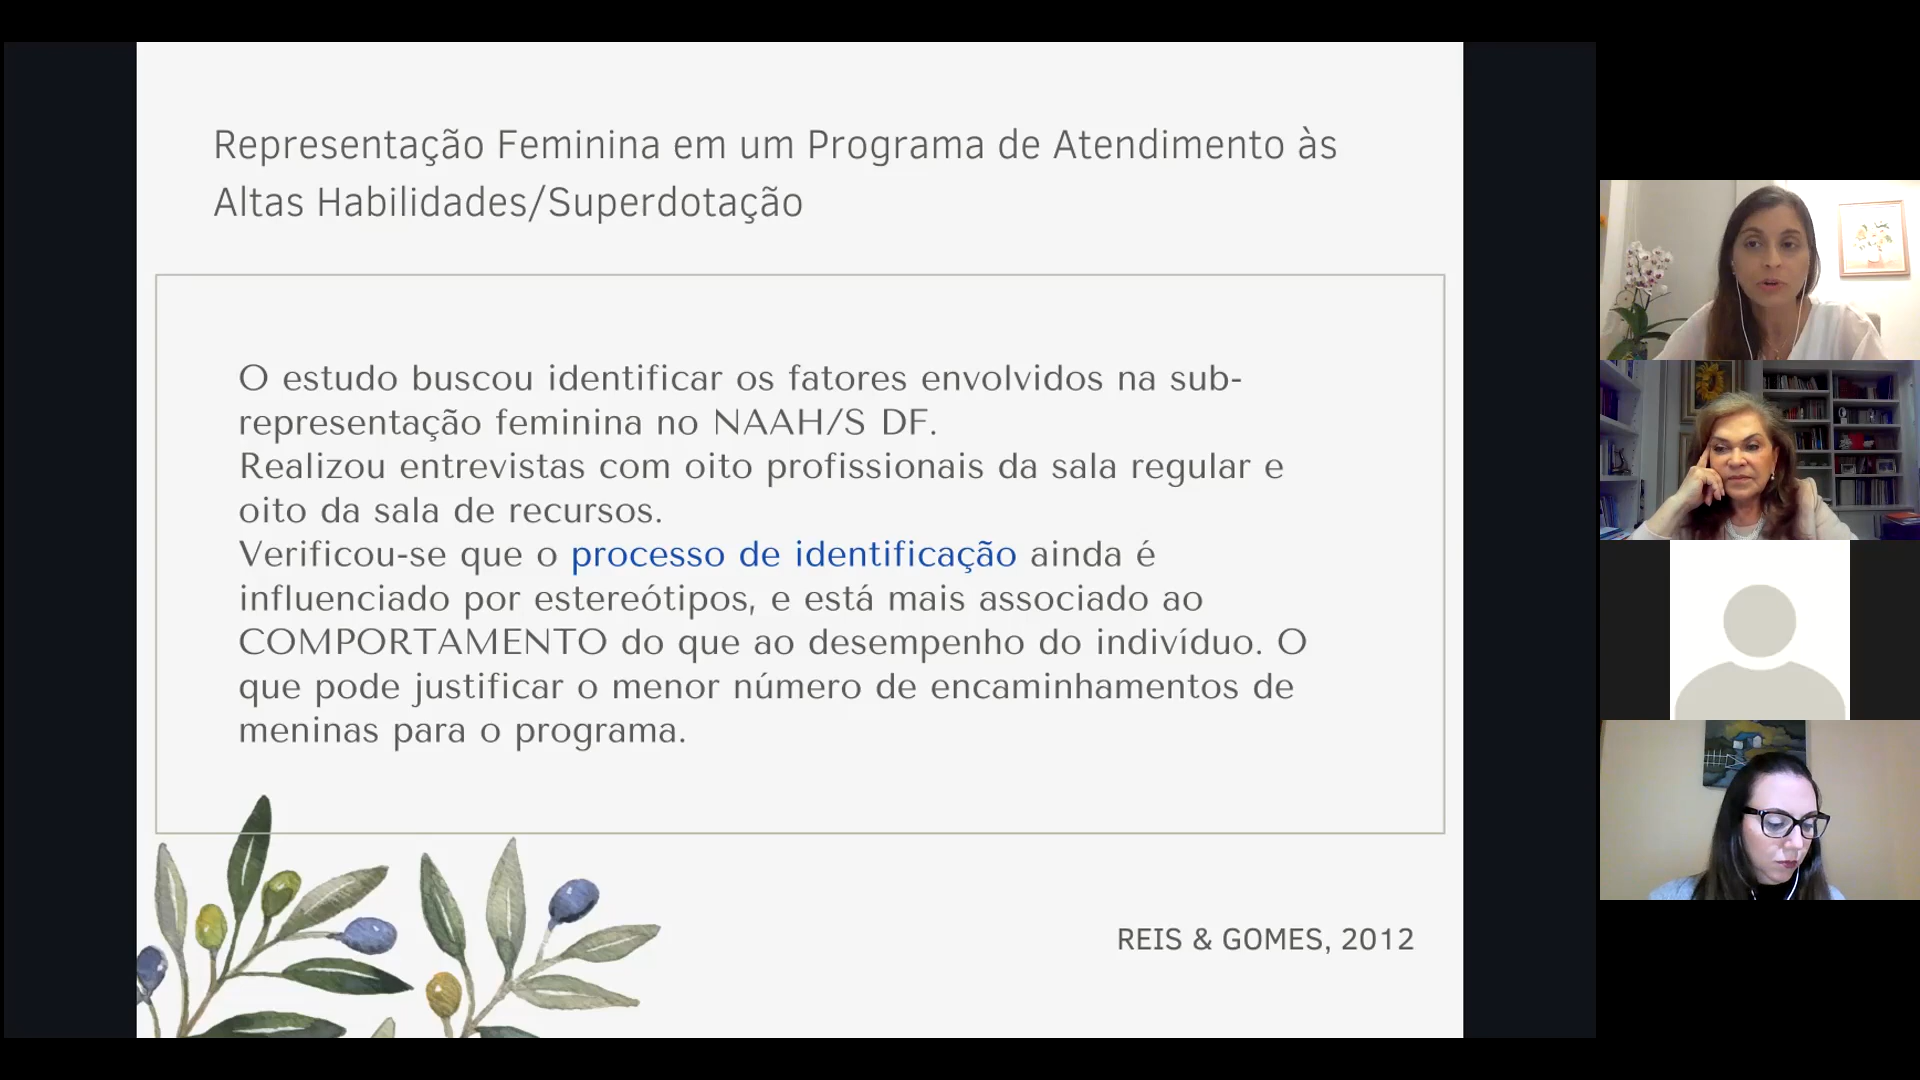 Representação Feminina em um Programa de Atendimento às
Altas Habilidades/Superdotação
O estudo buscou identificar os fatores envolvidos na sub-
representação feminina no NAAH/S DF.
Realizou entrevistas com oito profissionais da sala regular e
oito da sala de recursos.
Verificou-se que o processo de identificação ainda é
influenciado por estereótipos, e está mais associado ao
COMPORTAMENTO do que ao desempenho do indivíduo. O
que pode justificar o menor número de encaminhamentos de
meninas para o programa.
REIS & GOMES, 2012